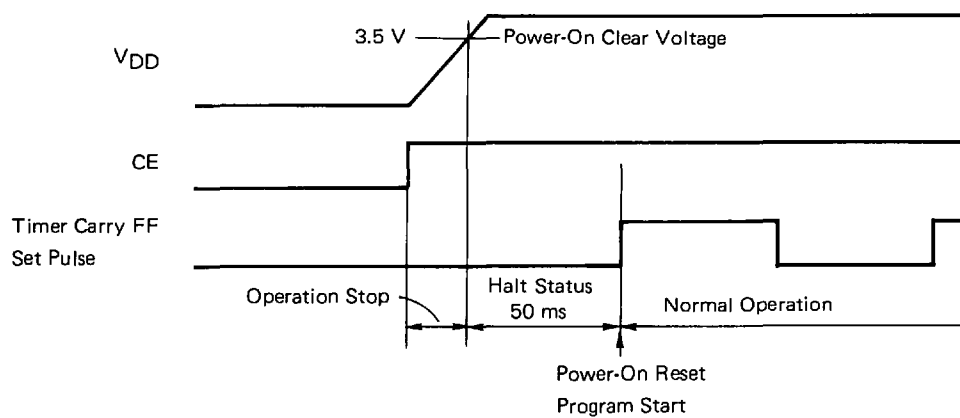 3.5 V
Power-On Clear Voltage
VDD
CE
Timer Carry FF
Set Pulse
Operation Stop
Halt Status
50 ms
Normal Operation
Power-On Reset
Program Start